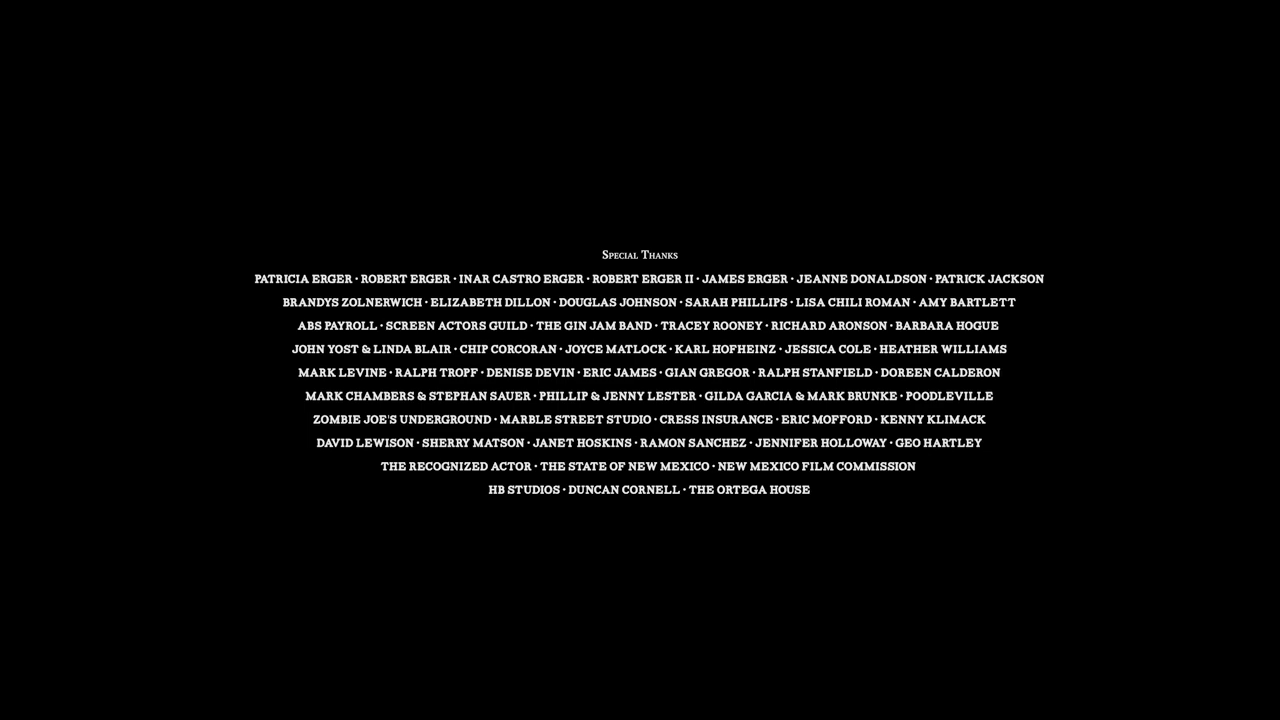 Special Thanks
PATRICIA ERGER • ROBERT ERGER • INAR CASTRO ERGER • ROBERT ERGER II • JAMES ERGER • JEANNE DONALDSON • PATRICK JACKSON
BRANDYS ZOLNERWICH • ELIZABETH DILLON • DOUGLAS JOHNSON • SARAH PHILLIPS • LISA CHILI ROMAN • AMY BARTLETT
ABS PAYROLL • SCREEN ACTORS GUILD • THE GIN JAM BAND • TRACEY ROONEY • RICHARD ARONSON • BARBARA HOGUE
JOHN YOST & LINDA BLAIR • CHIP CORCORAN • JOYCE MATLOCK • KARL HOFHEINZ • JESSICA COLE • HEATHER WILLIAMS
MARK LEVINE • RALPH TROPF • DENISE DEVIN • ERIC JAMES • GIAN GREGOR • RALPH STANFIELD • DOREEN CALDERON
MARK CHAMBERS & STEPHAN SAUER • PHILLIP & JENNY LESTER • GILDA GARCIA & MARK BRUNKE • POODLEVILLE
ZOMBIE JOE'S UNDERGROUND • MARBLE STREET STUDIO • CRESS INSURANCE • ERIC MOFFORD • KENNY KLIMACK
DAVID LEWISON • SHERRY MATSON • JANET HOSKINS • RAMON SANCHEZ • JENNIFER HOLLOWAY • GEO HARTLEY
THE RECOGNIZED ACTOR • THE STATE OF NEW MEXICO • NEW MEXICO FILM COMMISSION
HB STUDIOS • DUNCAN CORNELL • THE ORTEGA HOUSE